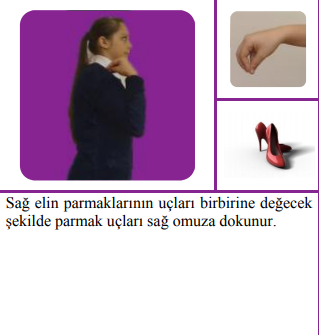 Sağ elin parmaklarının uçları birbirine değecek
şekilde parmak uçları sağ omuza dokunur.